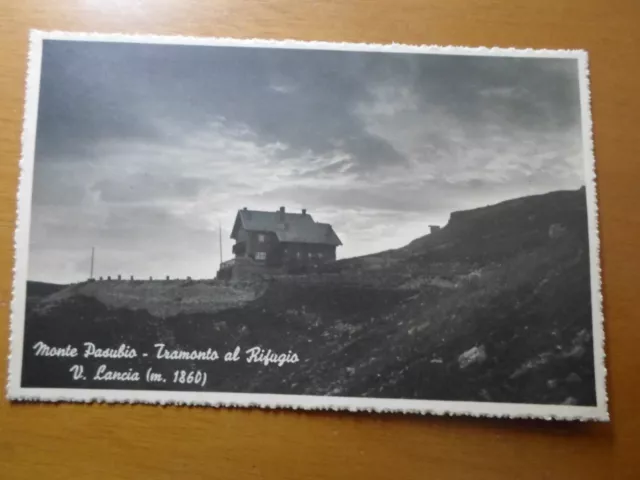 Monte Pasubio - Tramonto al Rifugio
V. Lancia (m. 1860)